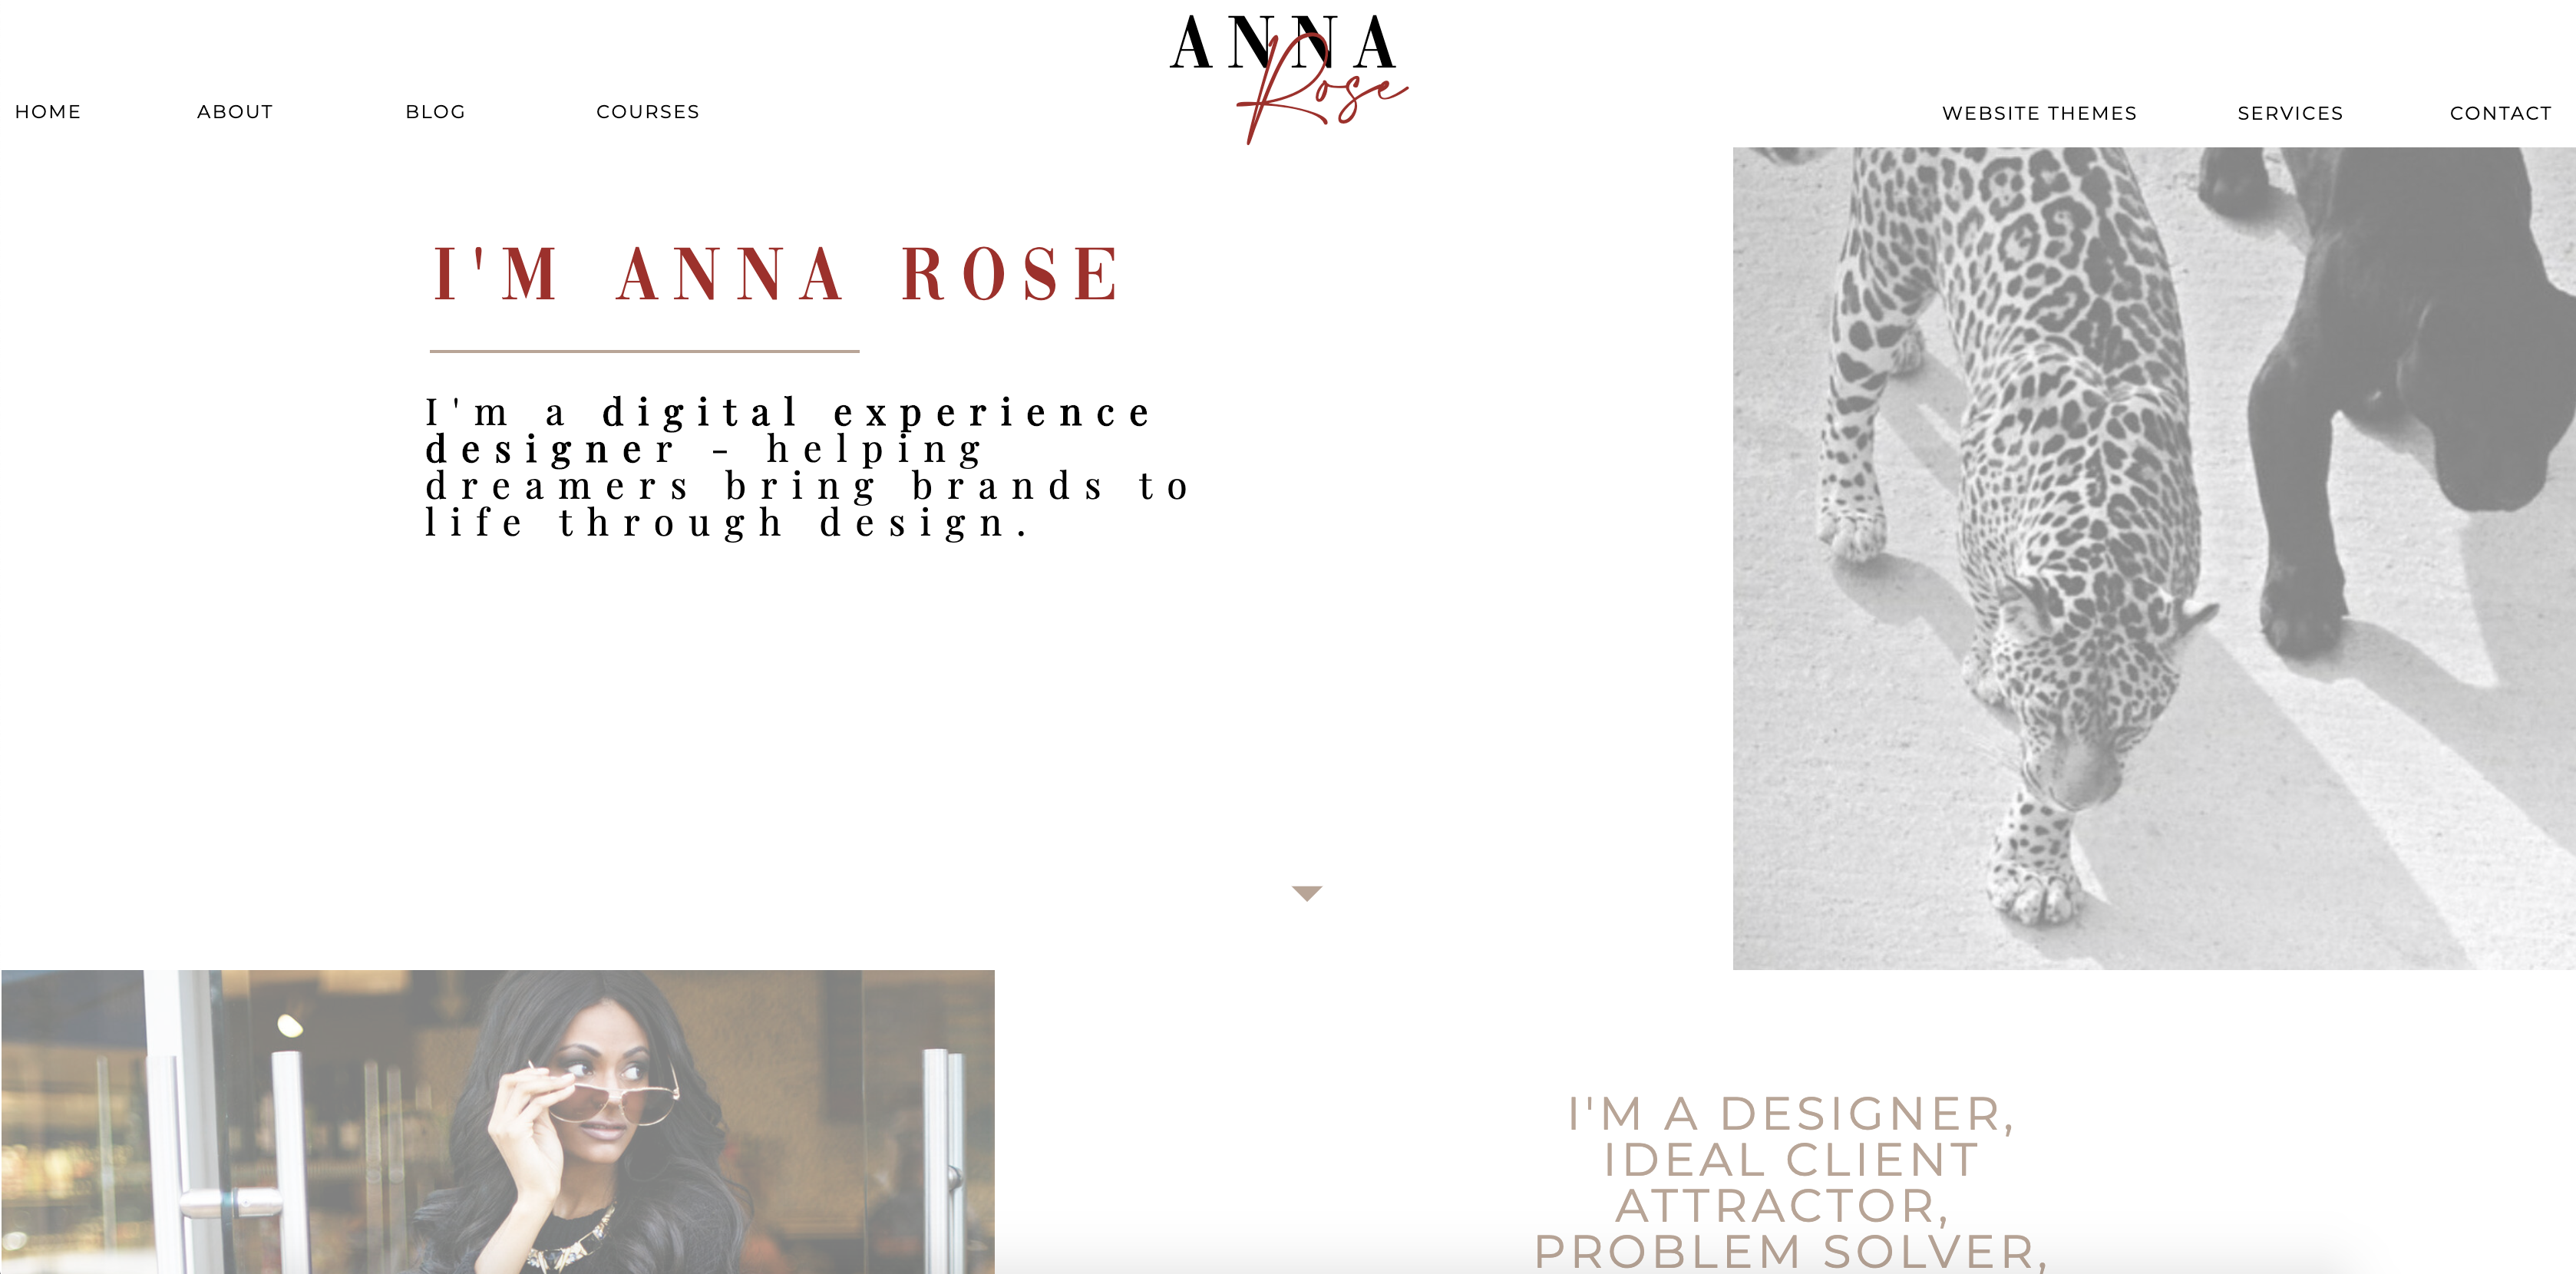 ANNA
Rose
HOME ABOUT BLOG COURSES WEBSITE THEMES SERVICES CONTACT
I'M ANNA ROSE
I'm a digital experience
designer - helping
dreamers bring brands to
life through design.
I'M A DESIGNER,
IDEAL CLIENT
ATTRACTOR,
PROBLEM SOLVER,